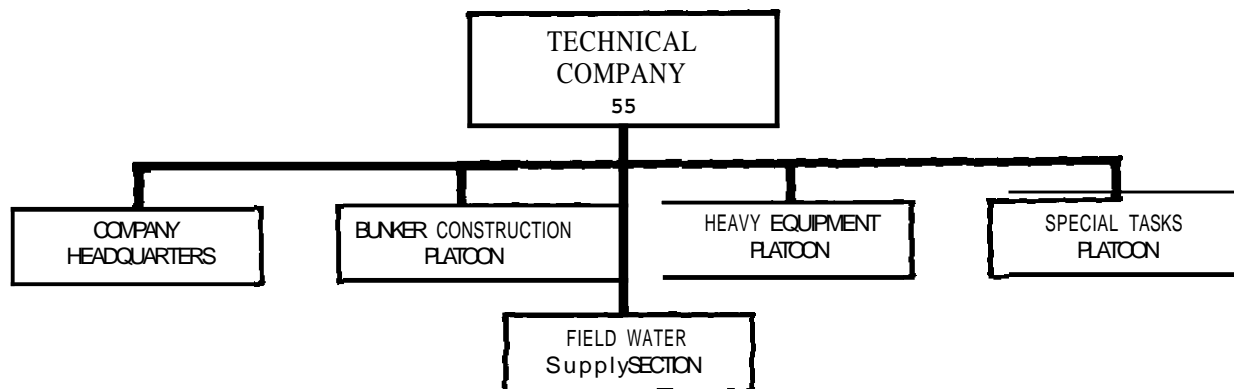 TECHNICAL
COMPANY
55
COMPANY
HEADQUARTERS
BUNKER CONSTRUCTION
PLATOON
HEAVY EQUIPMENT
PLATOON
SPECIAL TASKS
PLATOON
FIELD WATER
SupplySECTION